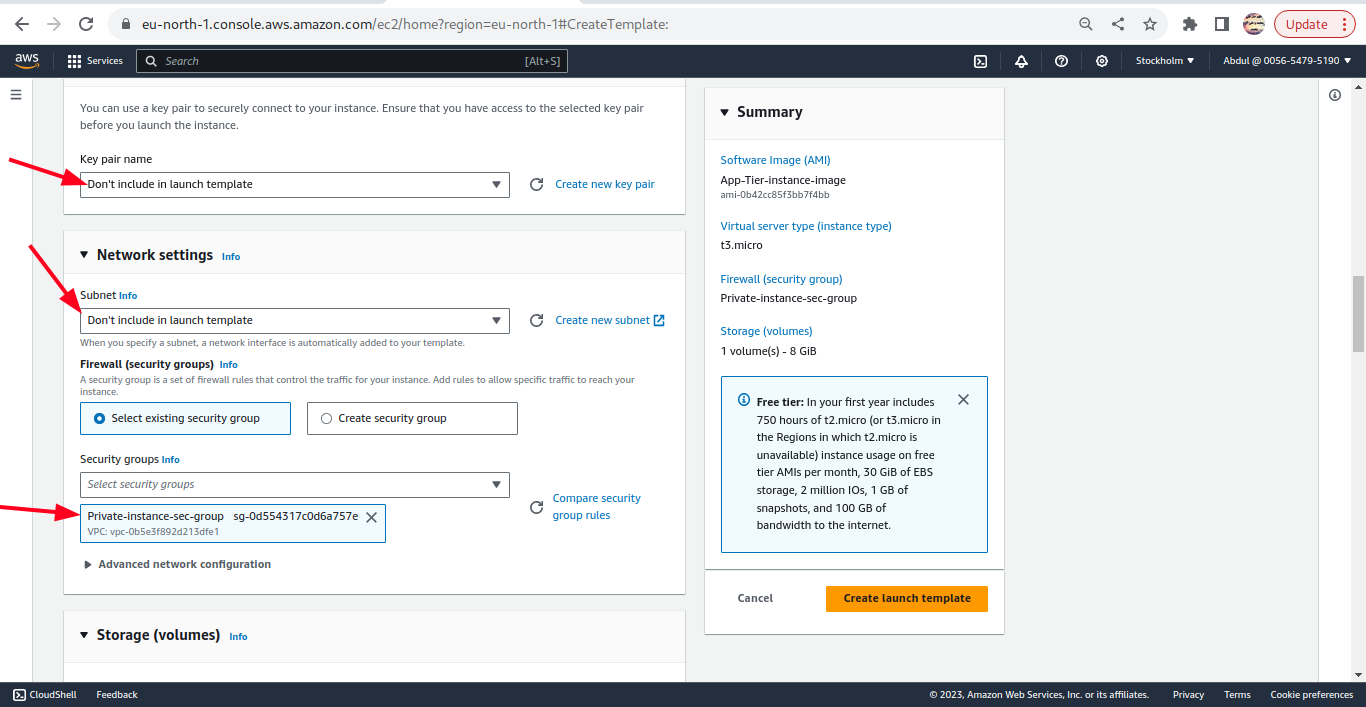 eu-north-1.console.aws.amazon.com/ec2/home?region=eu-north-1#CreateTemplate:
Update
aws
Services
Search
[Alt+S]
Stockholm
Abdul @ 0056-5479-5190
You can use a key pair to securely connect to your instance. Ensure that you have access to the selected key pair
before you launch the instance.
Key pair name
Don't include in launch template
Create new key pair
Network settings Info
Subnet Info
Don't include in launch template
Create new subnet
When you specify a subnet, a network interface is automatically added to your template.
Firewall (security groups) Info
A security group is a set of firewall rules that control the traffic for your instance. Add rules to allow specific traffic to reach your
instance.
Select existing security group
Create security group
Security groups Info
Select security groups
Compare security
group rules
Private-instance-sec-group sg-0d554317c0d6a757e
VPC: vpc-0b5e3f892d213dfe1
Advanced network configuration
Storage (volumes) Info
Summary
Software Image (AMI)
App-Tier-instance-image
ami-0b42cc85f3bb7f4bb
Virtual server type (instance type)
t3.micro
Firewall (security group)
Private-instance-sec-group
Storage (volumes)
1 volume(s) - 8 GiB
Free tier: In your first year includes
750 hours of t2.micro (or t3.micro in
the Regions in which t2.micro is
unavailable) instance usage on free
tier AMIs per month, 30 GiB of EBS
storage, 2 million IOs, 1 GB of
snapshots, and 100 GB of
bandwidth to the internet.
Cancel
Create launch template
CloudShell
Feedback
© 2023, Amazon Web Services, Inc. or its affiliates.
Privacy
Terms
Cookie preferences